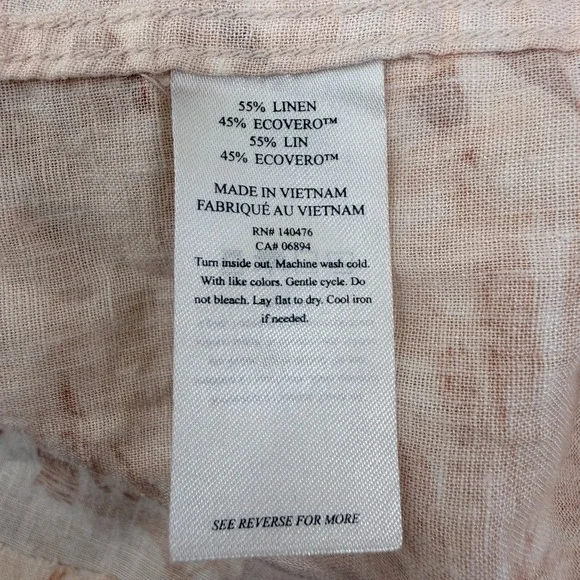 55% LINEN
45% ECOVERO™
55% LIN
45% ECOVERO™
MADE IN VIETNAM
FABRIQUÉ AU VIETNAM
RN# 140476
CA# 06894
Turn inside out. Machine wash cold.
With like colors. Gentle cycle. Do
not bleach. Lay flat to dry. Cool iron
if needed.
SEE REVERSE FOR MORE